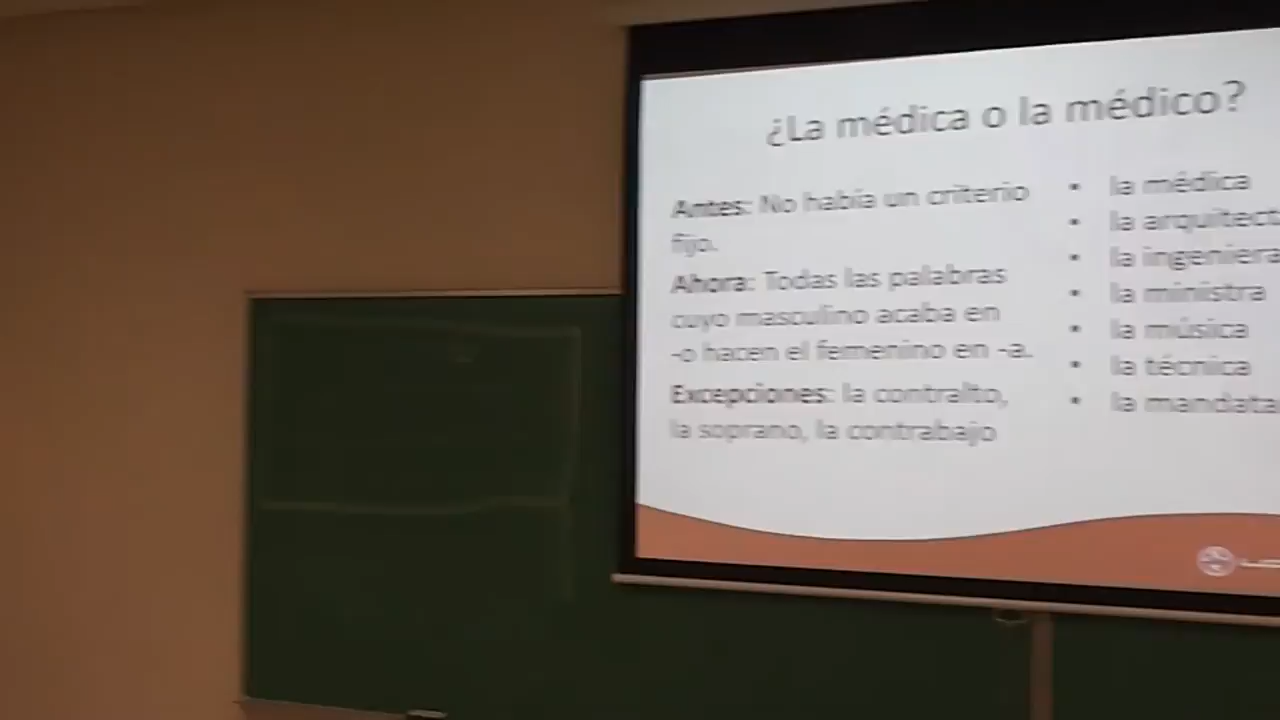 ¿La médica o la médico?
Antes: No había un criterio
fijo.
Ahora: Todas las palabras
cuyo masculino acaba en
-o hacen el femenino en -a.
Excepciones: la contralto,
la soprano, la contrabajo
• la médica
• la arquitect
• la ingeniera
• la ministra
• la música
• la técnica
• la mandata